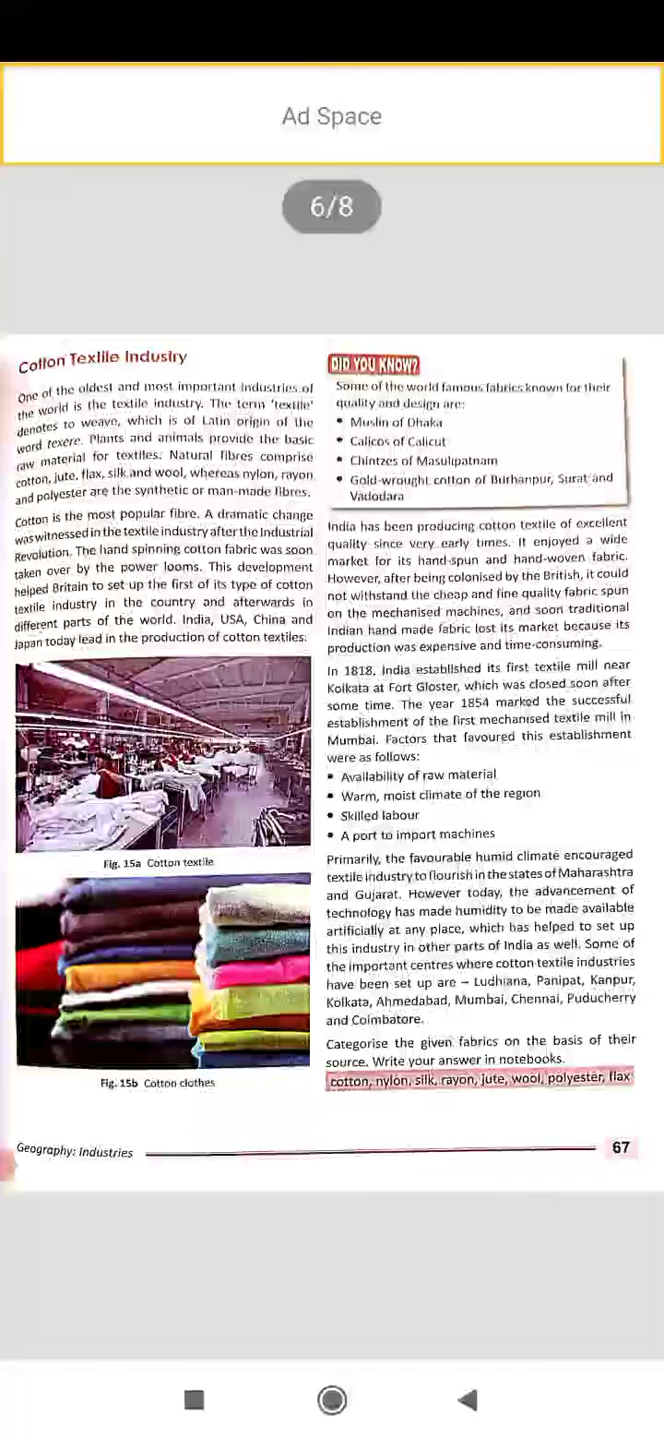 Ad Space
6/8
Cotton Textile Industry
One of the oldest and most important industries of
the world is the textile industry. The term 'textile'
denotes to weave, which is of Latin origin of the
word texere. Plants and animals provide the basic
raw material for textiles. Natural fibres comprise
cotton, jute, flax, silk and wool, whereas nylon, rayon
and polyester are the synthetic or man-made fibres.
Cotton is the most popular fibre. A dramatic change
was witnessed in the textile industry after the Industrial
Revolution. The hand spinning cotton fabric was soon
taken over by the power looms. This development
helped Britain to set up the first of its type of cotton
textile industry in the country and afterwards in
different parts of the world. India, USA, China and
Japan today lead in the production of cotton textiles.
Fig. 15a Cotton textile
Fig. 15b Cotton clothes
DID YOU KNOW?
Some of the world famous fabrics known for their
quality and design are:
• Muslin of Dhaka
• Calicos of Calicut
• Chintzes of Masulipatnam
• Gold-wrought cotton of Burhanpur, Surat and
Vadodara
India has been producing cotton textile of excellent
quality since very early times. It enjoyed a wide
market for its hand-spun and hand-woven fabric.
However, after being colonised by the British, it could
not withstand the cheap and fine quality fabric spun
on the mechanised machines, and soon traditional
Indian hand made fabric lost its market because its
production was expensive and time-consuming.
In 1818, India established its first textile mill near
Kolkata at Fort Gloster, which was closed soon after
some time. The year 1854 marked the successful
establishment of the first mechanised textile mill in
Mumbai. Factors that favoured this establishment
were as follows:
• Availability of raw material
• Warm, moist climate of the region
• Skilled labour
• A port to import machines
Primarily, the favourable humid climate encouraged
textile industry to flourish in the states of Maharashtra
and Gujarat. However today, the advancement of
technology has made humidity to be made available
artificially at any place, which has helped to set up
this industry in other parts of India as well. Some of
the important centres where cotton textile industries
have been set up are – Ludhiana, Panipat, Kanpur,
Kolkata, Ahmedabad, Mumbai, Chennai, Puducherry
and Coimbatore.
Categorise the given fabrics on the basis of their
source. Write your answer in notebooks.
cotton, nylon, silk, rayon, jute, wool, polyester, flax
Geography: Industries
67